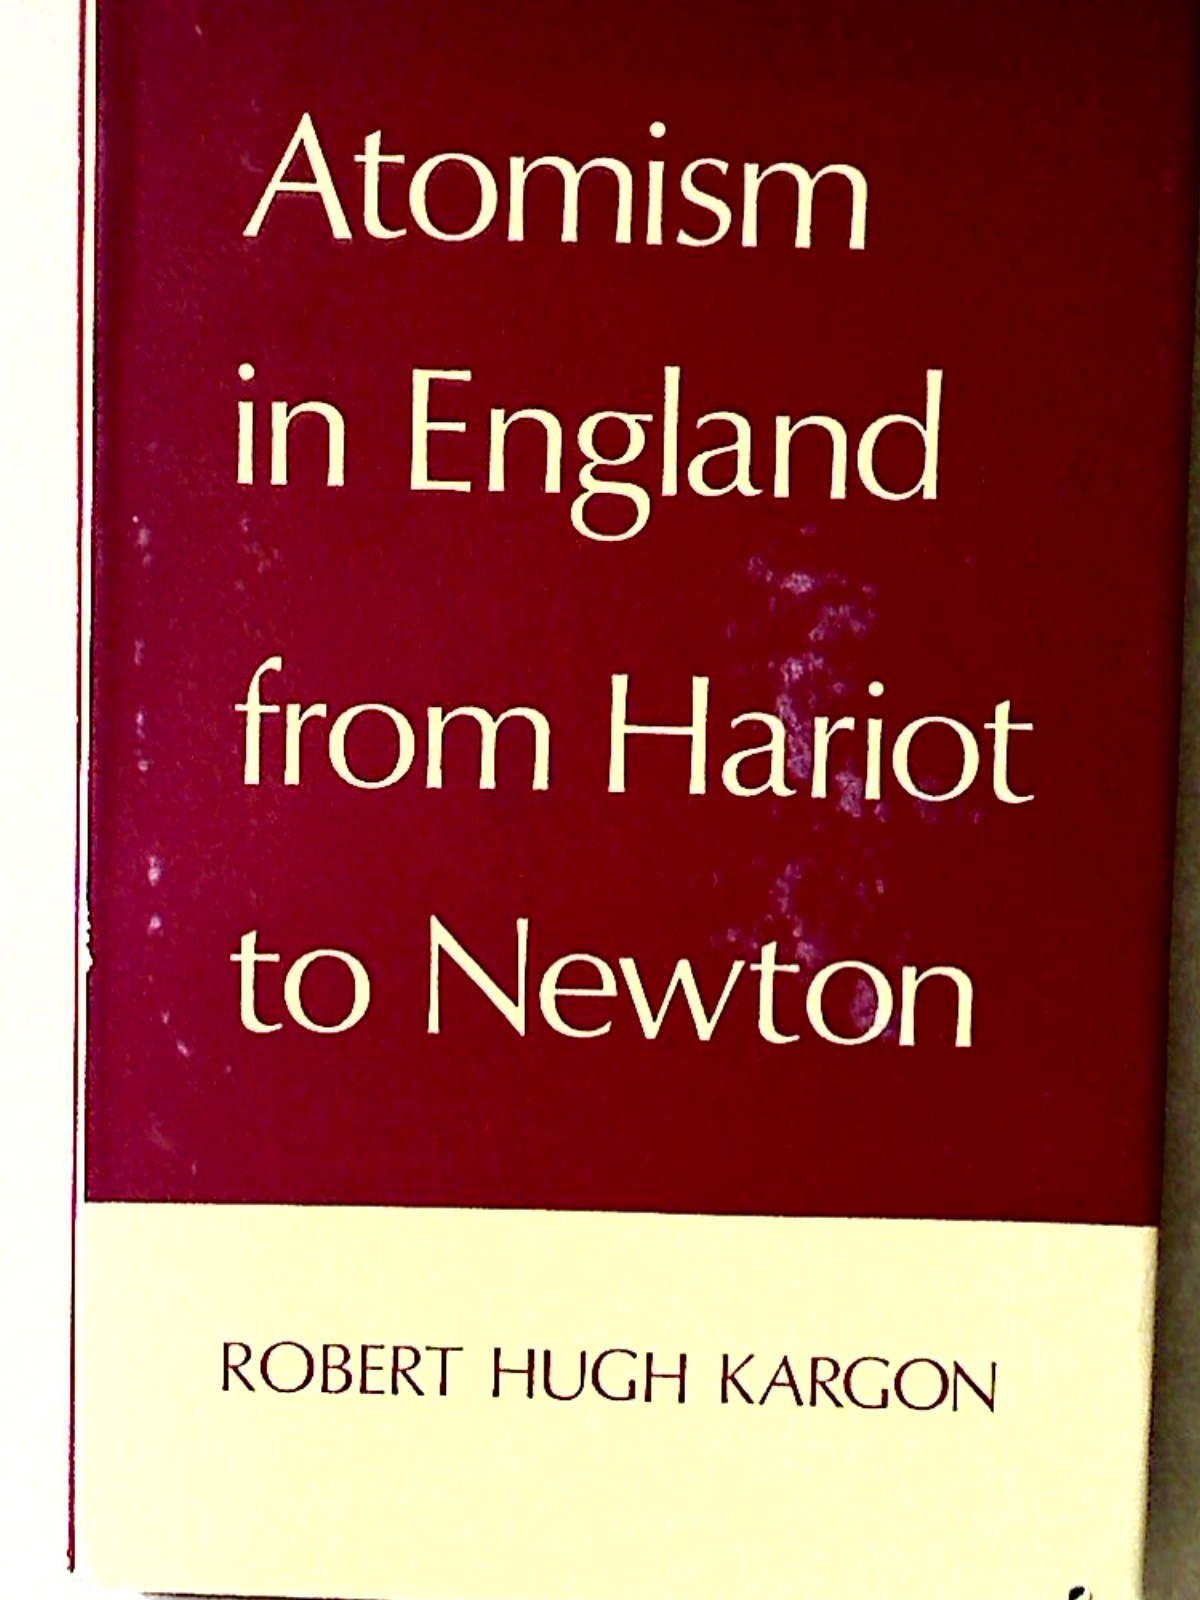 Atomism
in England
from Hariot
to Newton
ROBERT HUGH KARGON